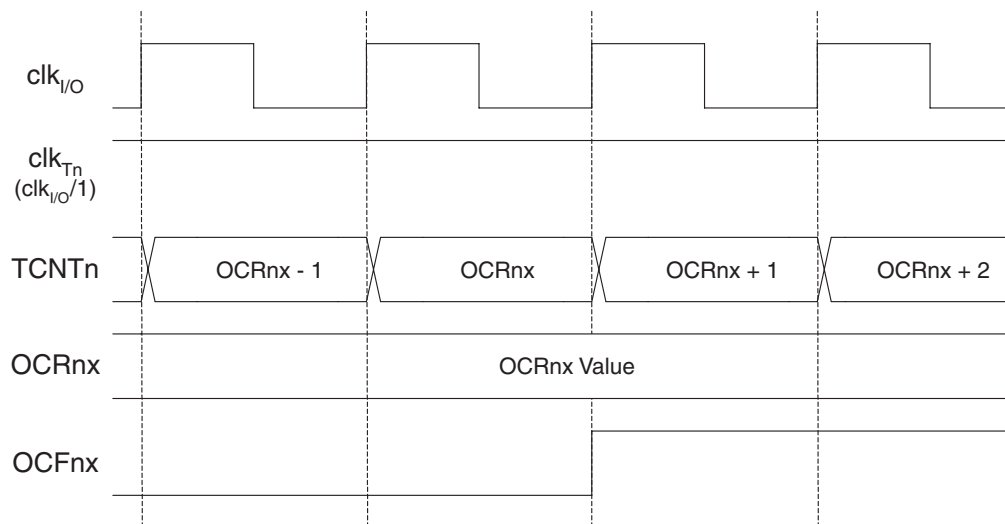 clkI/O
clkTn
(clkI/O/1)
TCNTn OCRnx - 1 OCRnx OCRnx + 1 OCRnx + 2
OCRnx OCRnx Value
OCFnx